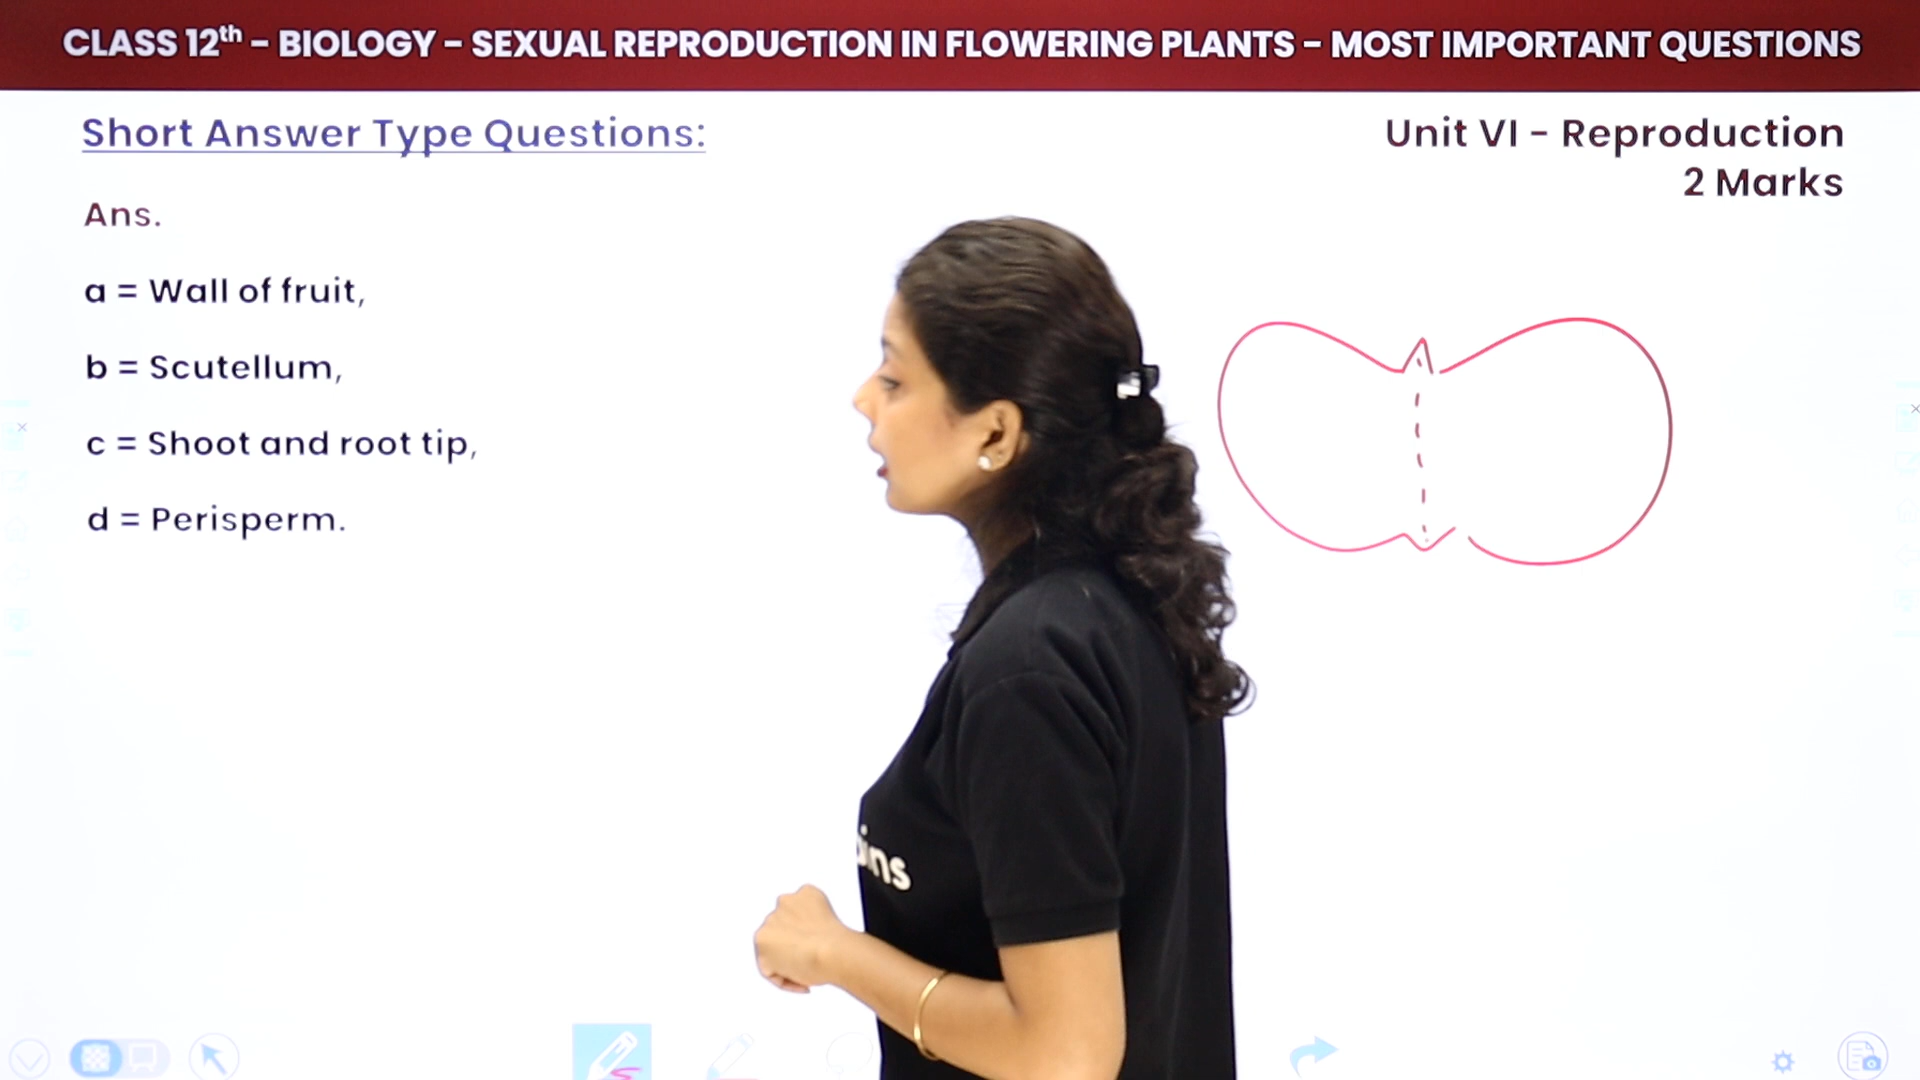 CLASS 12th – BIOLOGY – SEXUAL REPRODUCTION IN FLOWERING PLANTS – MOST IMPORTANT QUESTIONS
Short Answer Type Questions:
Unit VI – Reproduction
2 Marks
Ans.
a = Wall of fruit,
b = Scutellum,
c = Shoot and root tip,
d = Perisperm.
ins